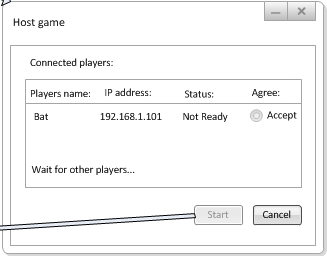 Host game
Connected players:
Players name: IP address: Status: Agree:
Bat 192.168.1.101 Not Ready Accept
Wait for other players...
Start Cancel